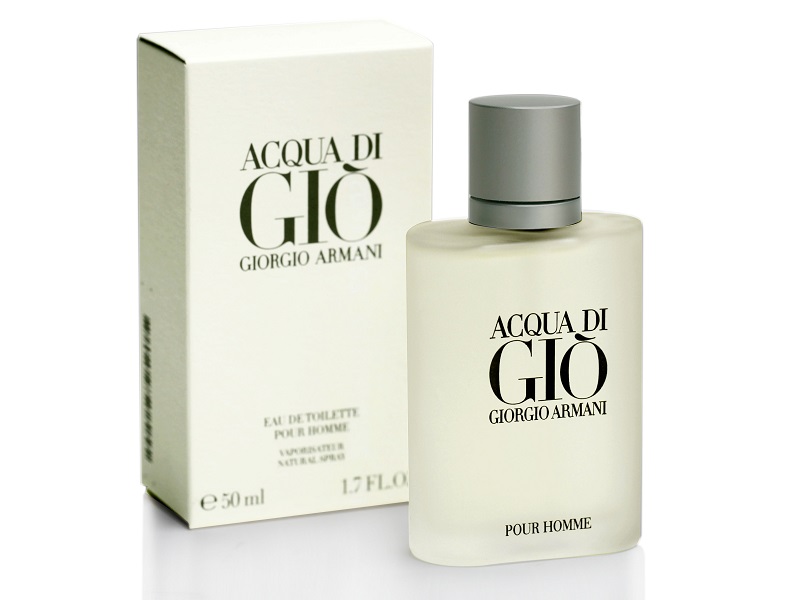 ACQUA DI
GIÒ
GIORGIO ARMANI
EAU DE TOILETTE
POUR HOMME
VAPORISATEUR
NATURAL SPRAY
e 50 ml
1.7 FL.O
ACQUA DI
GIÒ
GIORGIO ARMANI
POUR HOMME